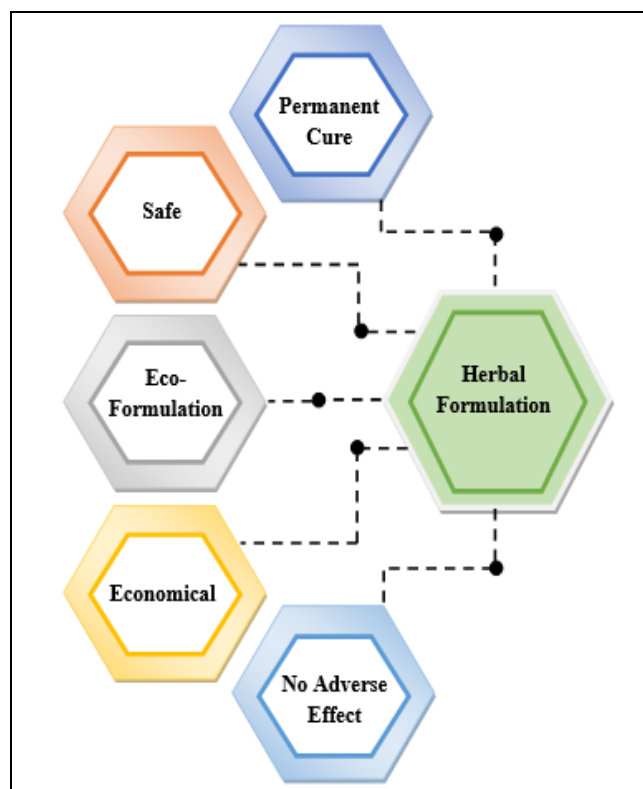 Permanent
Cure
Safe
Eco-
Formulation
Herbal
Formulation
Economical
No Adverse
Effect